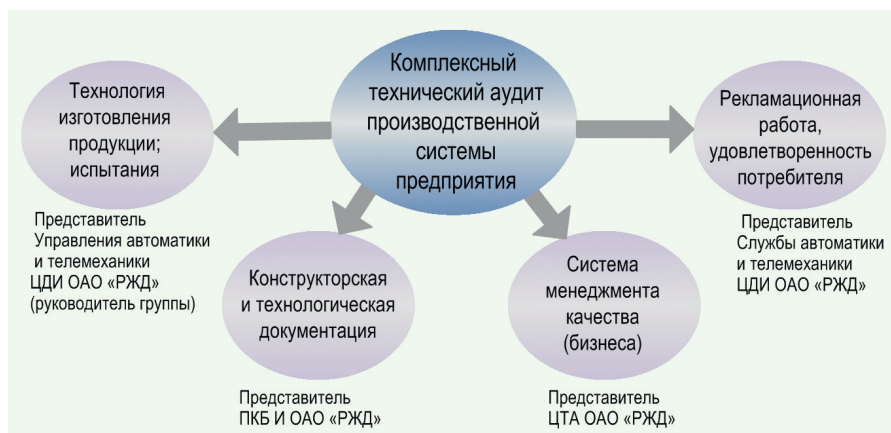 Комплексный
технический аудит
производственной
системы
предприятия
Технология
изготовления
продукции;
испытания
Представитель
Управления автоматики
и телемеханики
ЦДИ ОАО «РЖД»
(руководитель группы)
Конструкторская
и технологическая
документация
Представитель
ПКБ И ОАО «РЖД»
Система
менеджмента
качества
(бизнеса)
Представитель
ЦТА ОАО «РЖД»
Рекламационная
работа,
удовлетворенность
потребителя
Представитель
Службы автоматики
и телемеханики
ЦДИ ОАО «РЖД»